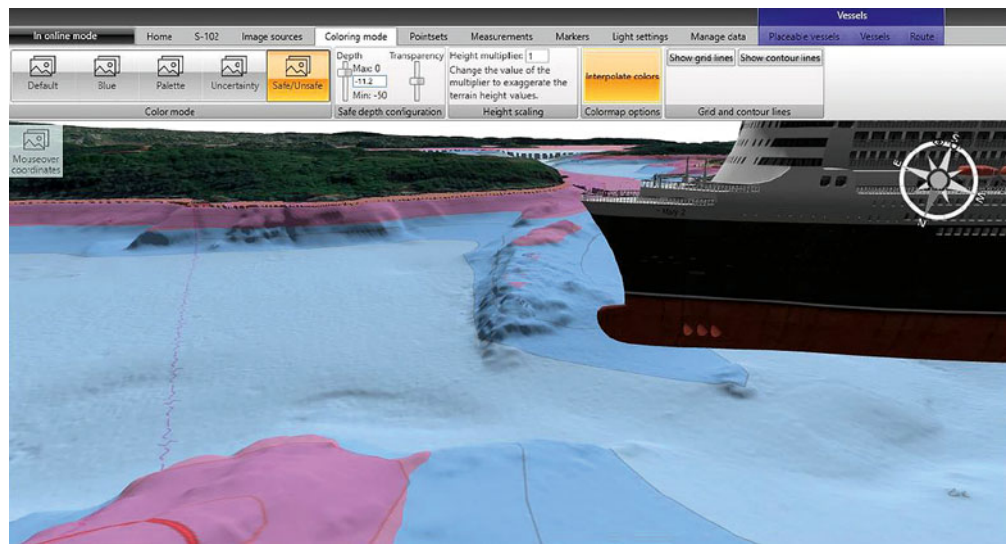 Vessels
In online mode Home S-102 Image sources Coloring mode Pointsets Measurements Markers Light settings Manage data Placeable vessels Vessels Route
Depth Transparency Height multiplier: 1 Show grid lines Show contour lines
Max: 0 Change the value of the
-11.2 multiplier to exaggerate the Interpolate colors
Default Blue Palette Uncertainty Safe/Unsafe Min: -50 terrain height values.
Color mode Safe depth configuration Height scaling Colormap options Grid and contour lines
Mouseover
coordinates
S
E
N